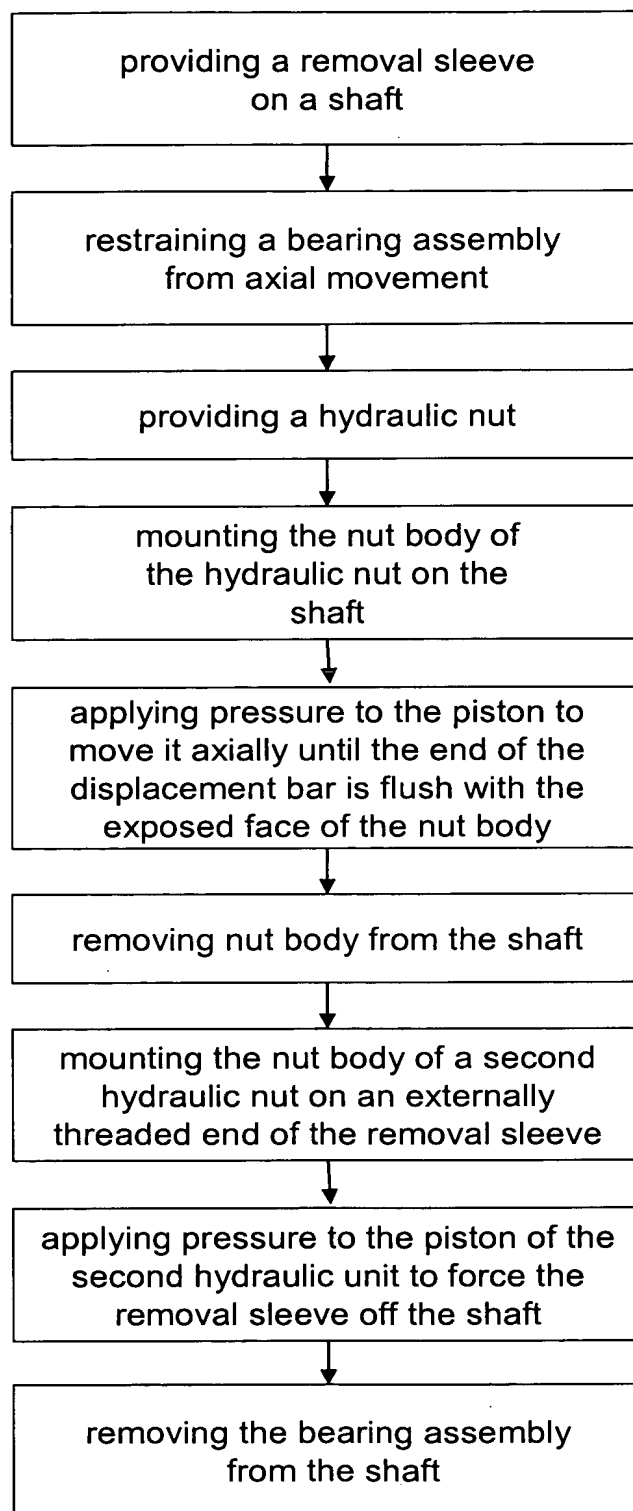 providing a removal sleeve
on a shaft
restraining a bearing assembly
from axial movement
providing a hydraulic nut
mounting the nut body of
the hydraulic nut on the
shaft
applying pressure to the piston to
move it axially until the end of the
displacement bar is flush with the
exposed face of the nut body
removing nut body from the shaft
mounting the nut body of a second
hydraulic nut on an externally
threaded end of the removal sleeve
applying pressure to the piston of the
second hydraulic unit to force the
removal sleeve off the shaft
removing the bearing assembly
from the shaft